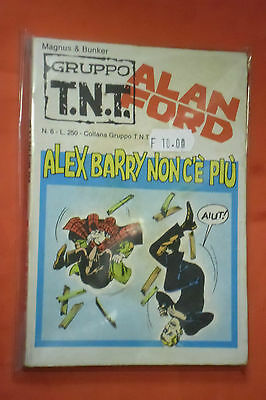 Magnus & Bunker
GRUPPO
T.N.T.
ALAN
FORD
N. 6 - L. 250 - Collana Gruppo T.N.T.
F 10.00
ALEX BARRY NON C'È PIÙ
AIUT!